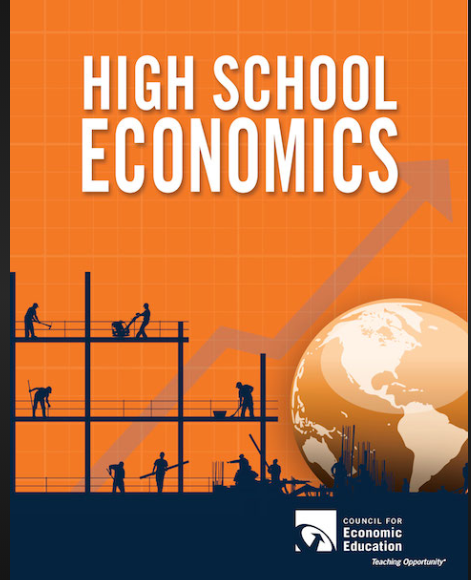 HIGH SCHOOL
ECONOMICS
COUNCIL FOR
Economic
Education
Teaching Opportunity®